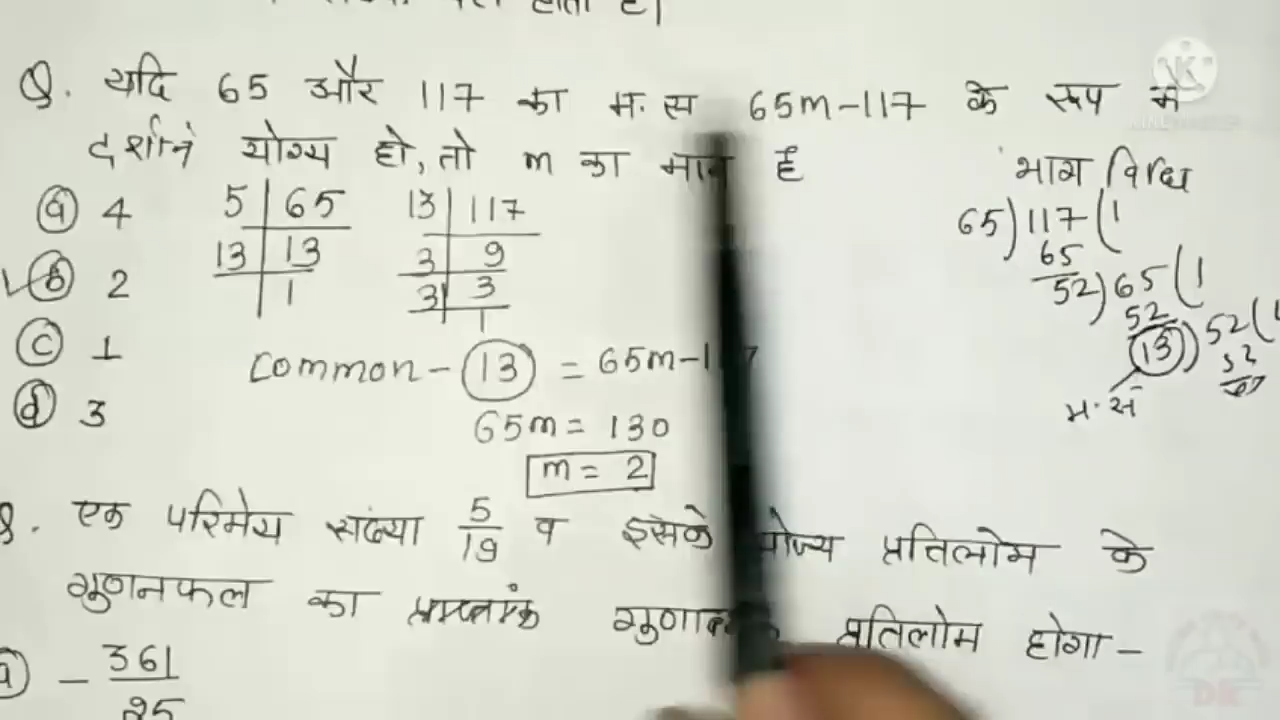 होता है।
Q. यदि 65 और 117 का म.स 65m-117 के रूप मे
दर्शाने योग्य हो, तो m का मान है
(a) 4
(b) 2
(c) 1
(d) 3
5 | 65
13 | 13
1
13 | 117
3 | 9
3 | 3
1
common - 13 = 65m-117
65m = 130
m = 2
भाग विधि
65)117(1
65
52)65(1
52
13)52(
52
म.सं
Q. एक परिमेय संख्या 5/19 व इसके योज्य प्रतिलोम के
गुणनफल का प्रतिलोम होगा -
(a) - 361/25